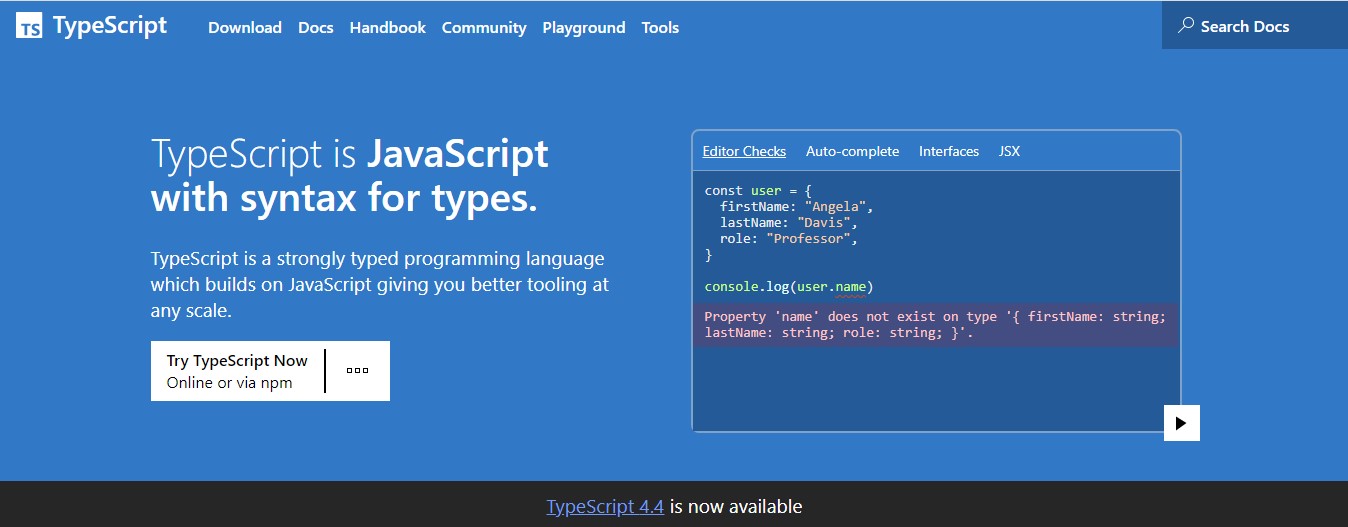 TS TypeScript Download Docs Handbook Community Playground Tools Search Docs
TypeScript is JavaScript
with syntax for types.
TypeScript is a strongly typed programming language
which builds on JavaScript giving you better tooling at
any scale.
Try TypeScript Now
Online or via npm
Editor Checks Auto-complete Interfaces JSX
const user = {
  firstName: "Angela",
  lastName: "Davis",
  role: "Professor",
}
console.log(user.name)
Property 'name' does not exist on type '{ firstName: string;
lastName: string; role: string; }'.
TypeScript 4.4 is now available